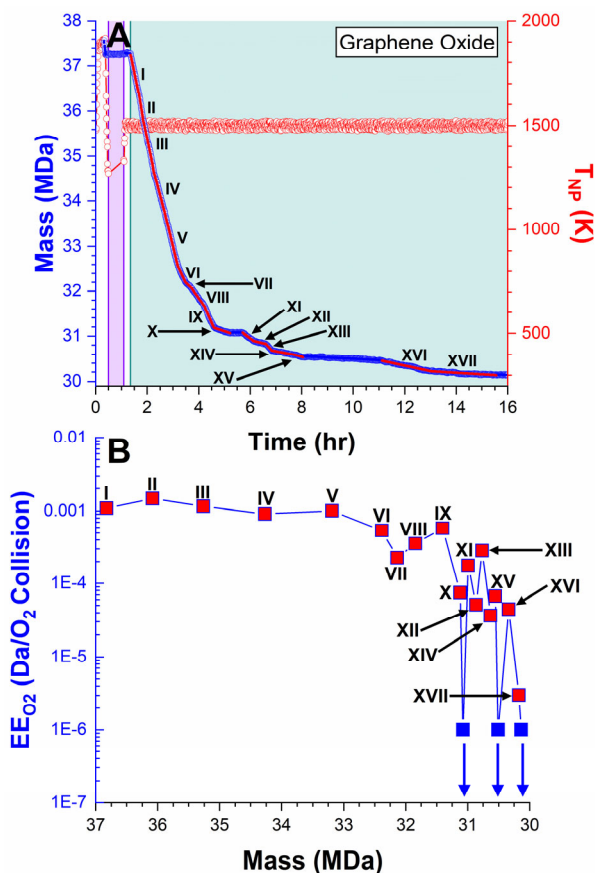 A
Graphene Oxide
Mass (MDa)
38
37
36
35
34
33
32
31
30
T_NP (K)
2000
1500
1000
500
I
II
III
IV
V
VI
VII
VIII
IX
X
XI
XII
XIII
XIV
XV
XVI
XVII
0 2 4 6 8 10 12 14 16
Time (hr)
B
EE_O2 (Da/O₂ Collision)
0.01
0.001
1E-4
1E-5
1E-6
1E-7
I
II
III
IV
V
VI
VII
VIII
IX
X
XI
XII
XIII
XIV
XV
XVI
XVII
37 36 35 34 33 32 31 30
Mass (MDa)